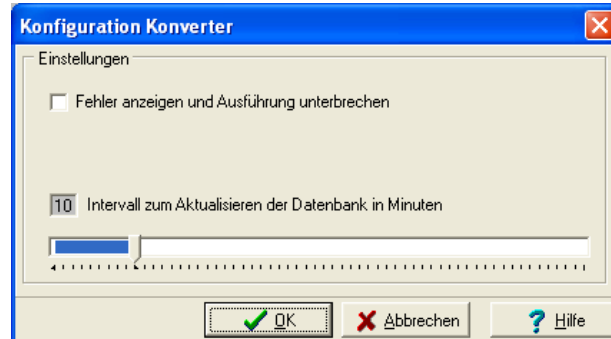 Konfiguration Konverter
Einstellungen
Fehler anzeigen und Ausführung unterbrechen
10 Intervall zum Aktualisieren der Datenbank in Minuten
OK Abbrechen Hilfe